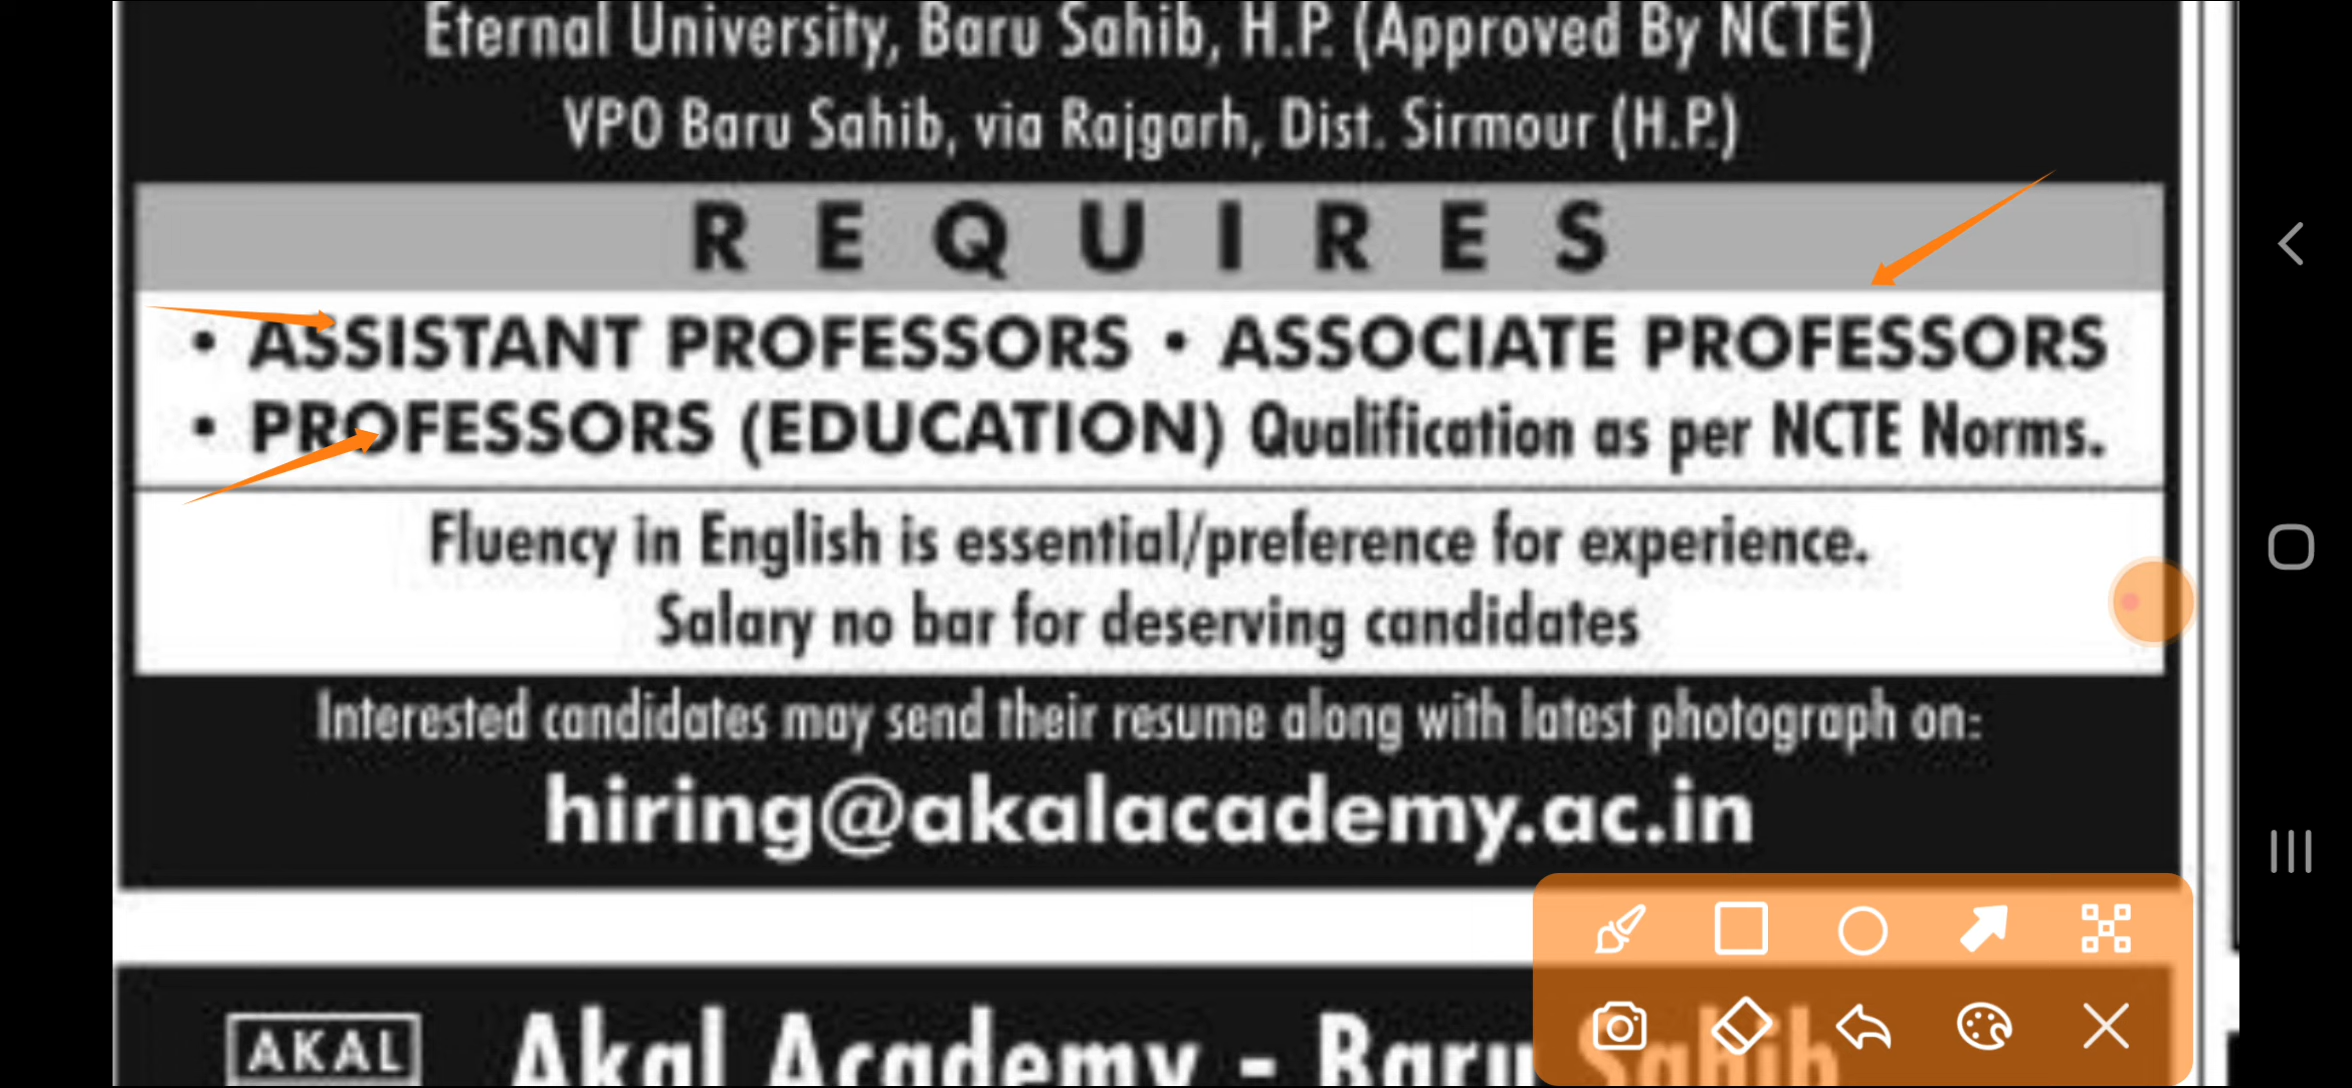 Eternal University, Baru Sahib, H.P. (Approved By NCTE)
VPO Baru Sahib, via Rajgarh, Dist. Sirmour (H.P.)
REQUIRES
• ASSISTANT PROFESSORS • ASSOCIATE PROFESSORS
• PROFESSORS (EDUCATION) Qualification as per NCTE Norms.
Fluency in English is essential/preference for experience.
Salary no bar for deserving candidates
Interested candidates may send their resume along with latest photograph on:
hiring@akalacademy.ac.in
AKAL
Akal Academy - Baru Sahib